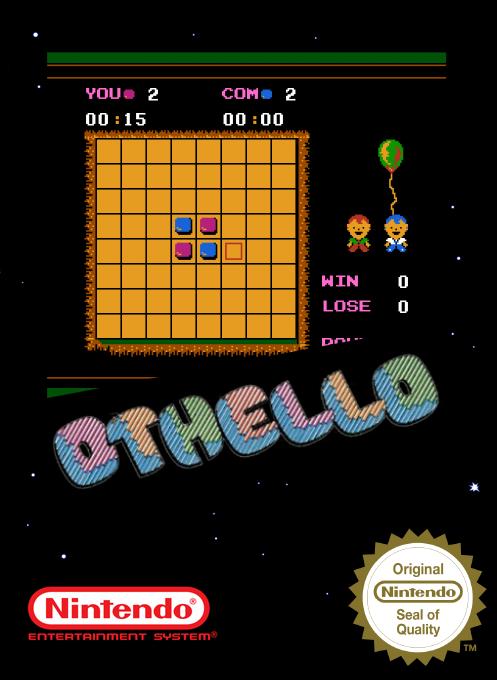 YOU 2 COM 2
00:15 00:00
WIN 0
LOSE 0
OTHELLO
Nintendo®
ENTERTAINMENT SYSTEM®
Original
Nintendo
Seal of
Quality
TM